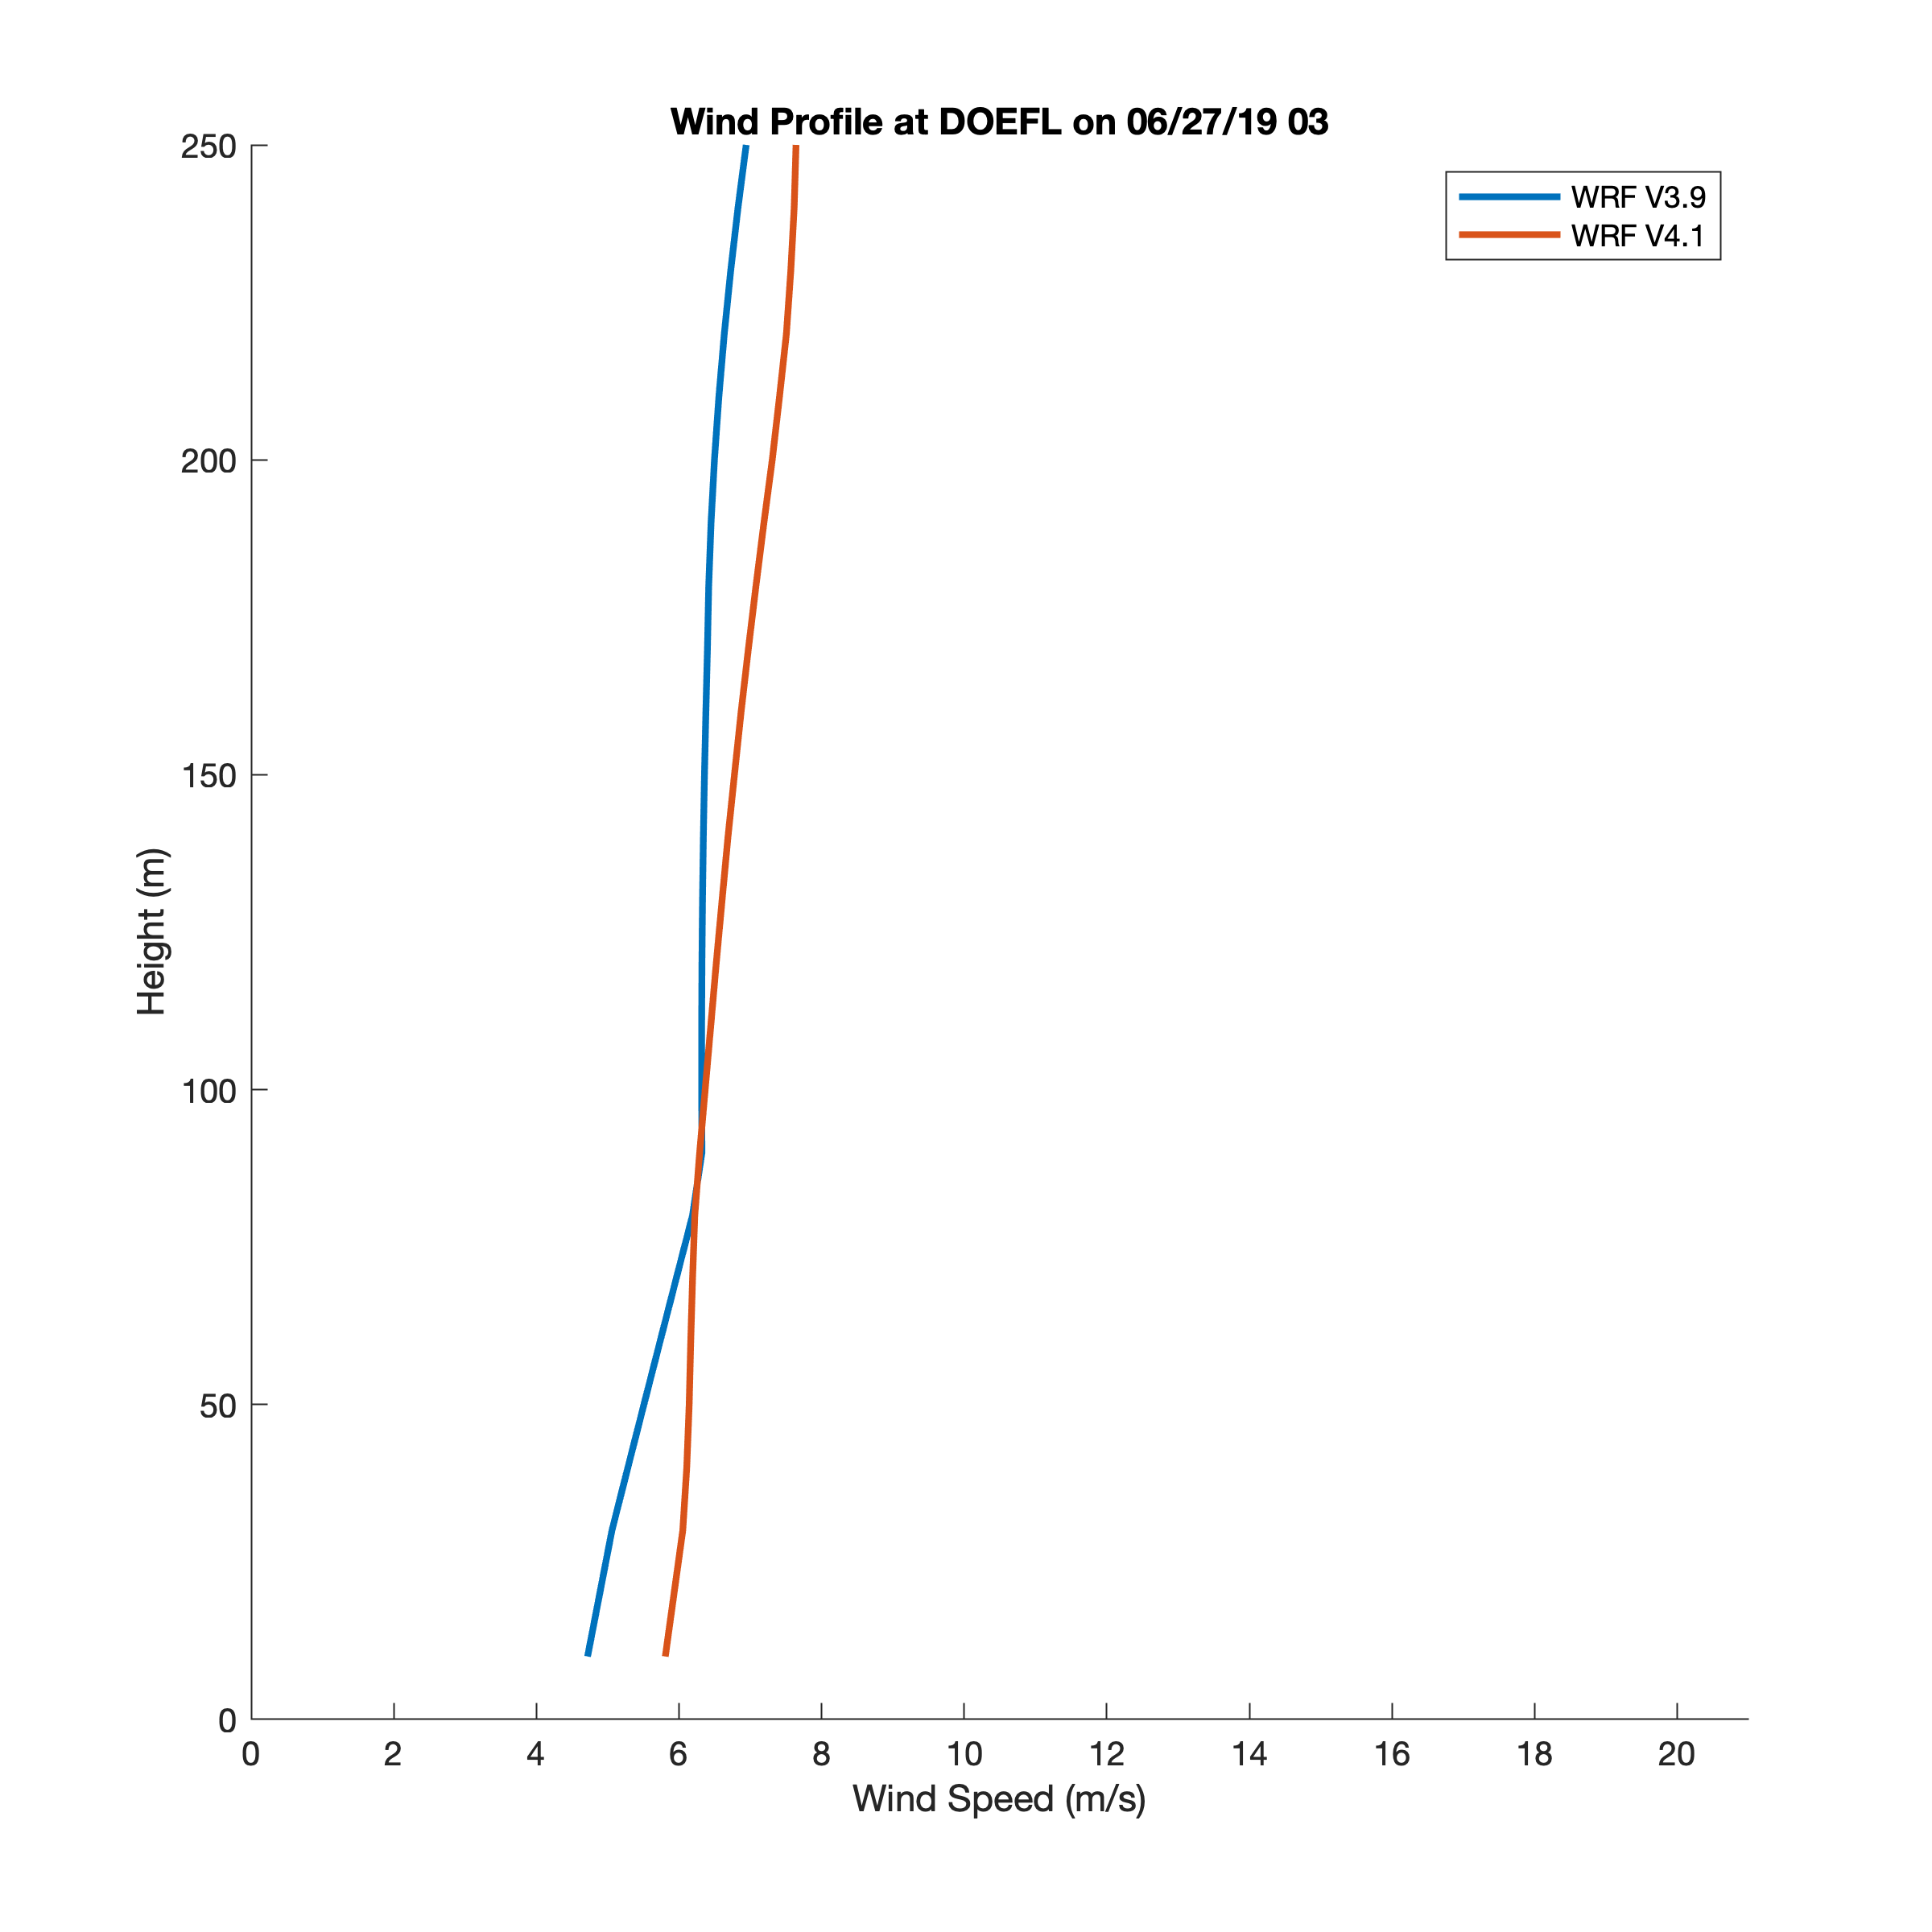 Wind Profile at DOEFL on 06/27/19 03
WRF V3.9
WRF V4.1
250
200
150
100
50
0
Height (m)
0 2 4 6 8 10 12 14 16 18 20
Wind Speed (m/s)